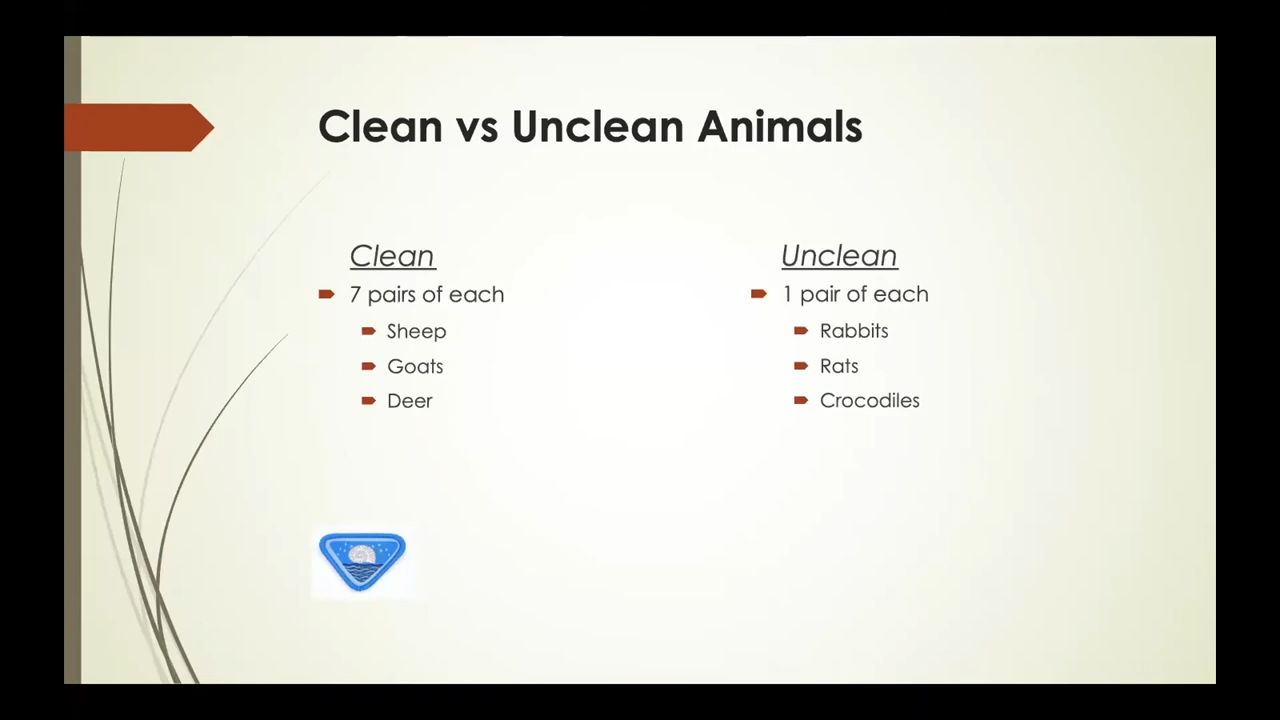 Clean vs Unclean Animals
Clean
7 pairs of each
Sheep
Goats
Deer
Unclean
1 pair of each
Rabbits
Rats
Crocodiles